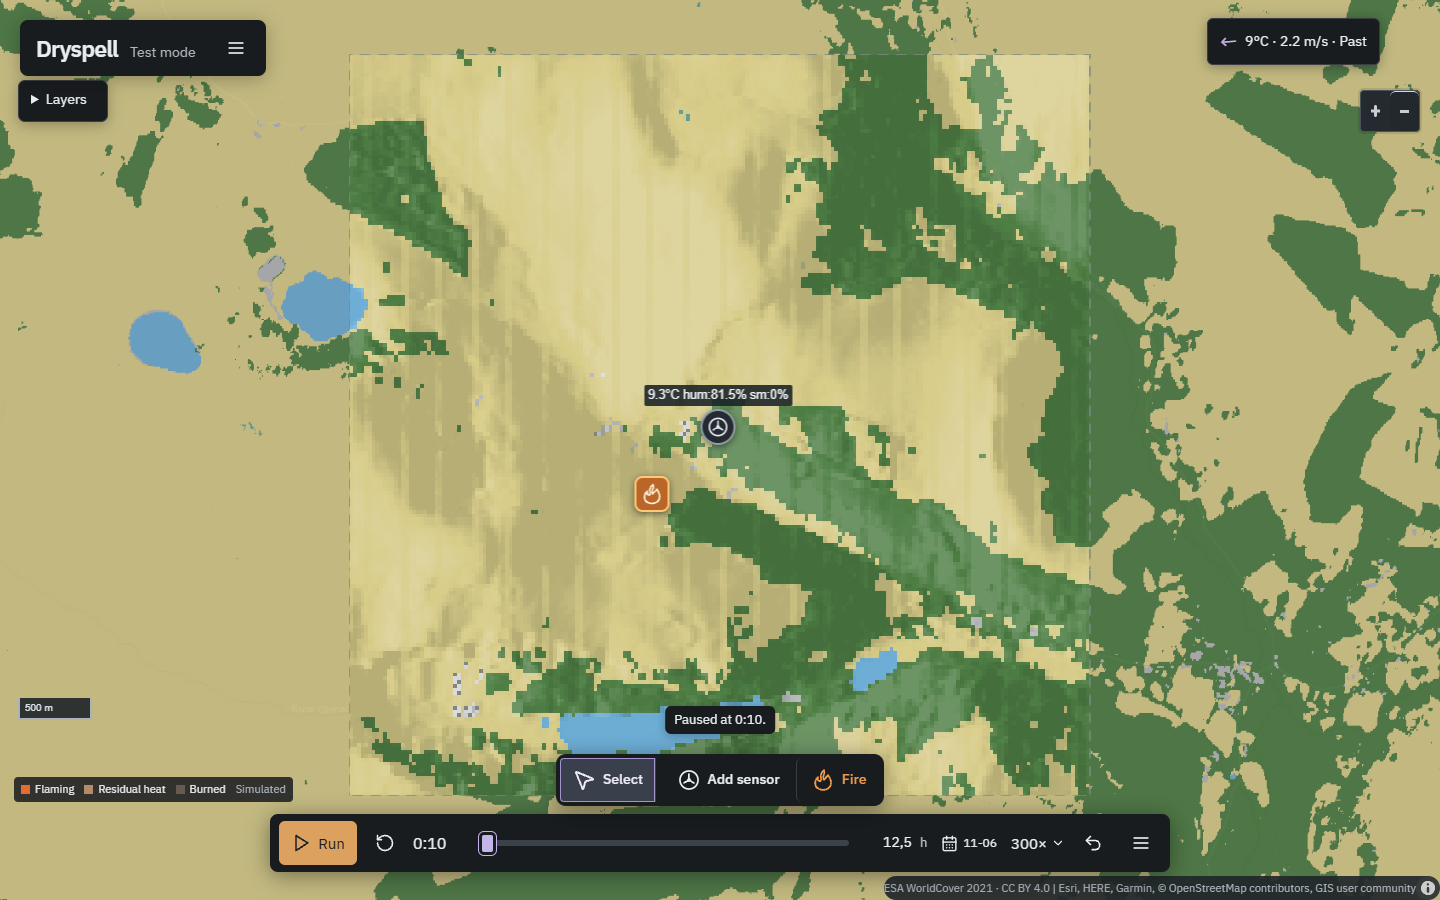 Dryspell Test mode
Layers
9°C · 2.2 m/s · Past
+ −
9.3°C hum:81.5% sm:0%
500 m
Paused at 0:10.
Select Add sensor Fire
Flaming Residual heat Burned Simulated
Run 0:10 12,5 h 11-06 300×
ESA WorldCover 2021 · CC BY 4.0 | Esri, HERE, Garmin, © OpenStreetMap contributors, GIS user community